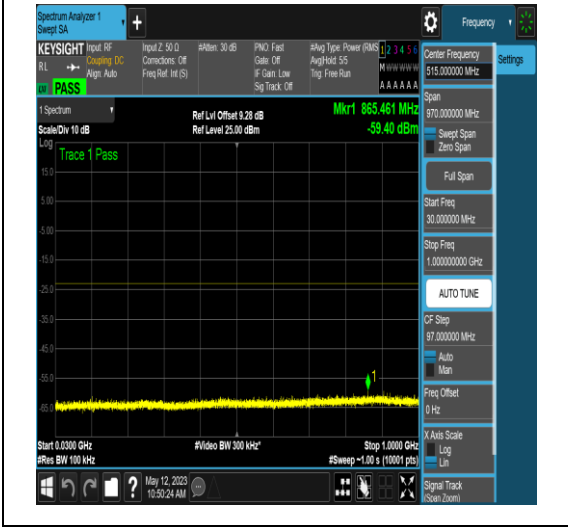 Spectrum Analyzer 1
Swept SA
+
Frequency
KEYSIGHT Input: RF Input Z: 50 Ω #Atten: 30 dB PNO: Fast #Avg Type: Power (RMS 1 2 3 4 5 6
RL Coupling: DC Corrections: Off Gate: Off Avg|Hold: 5/5 M W W W W W
Align: Auto Freq Ref: Int (S) IF Gain: Low Trig: Free Run
Sig Track: Off A A A A A A
PASS
1 Spectrum
Scale/Div 10 dB
Ref Lvl Offset 9.28 dB
Ref Level 25.00 dBm
Mkr1 865.461 MHz
-59.40 dBm
Log
Trace 1 Pass
15.0
5.00
-5.00
-15.0
-25.0
-35.0
-45.0
-55.0
-65.0
1
Start 0.0300 GHz #Video BW 300 kHz* Stop 1.0000 GHz
#Res BW 100 kHz #Sweep ~1.00 s (10001 pts)
?
May 12, 2023
10:50:24 AM
Settings
Center Frequency
515.000000 MHz
Span
970.000000 MHz
Swept Span
Zero Span
Full Span
Start Freq
30.000000 MHz
Stop Freq
1.000000000 GHz
AUTO TUNE
CF Step
97.000000 MHz
Auto
Man
Freq Offset
0 Hz
X Axis Scale
Log
Lin
Signal Track
(Span Zoom)